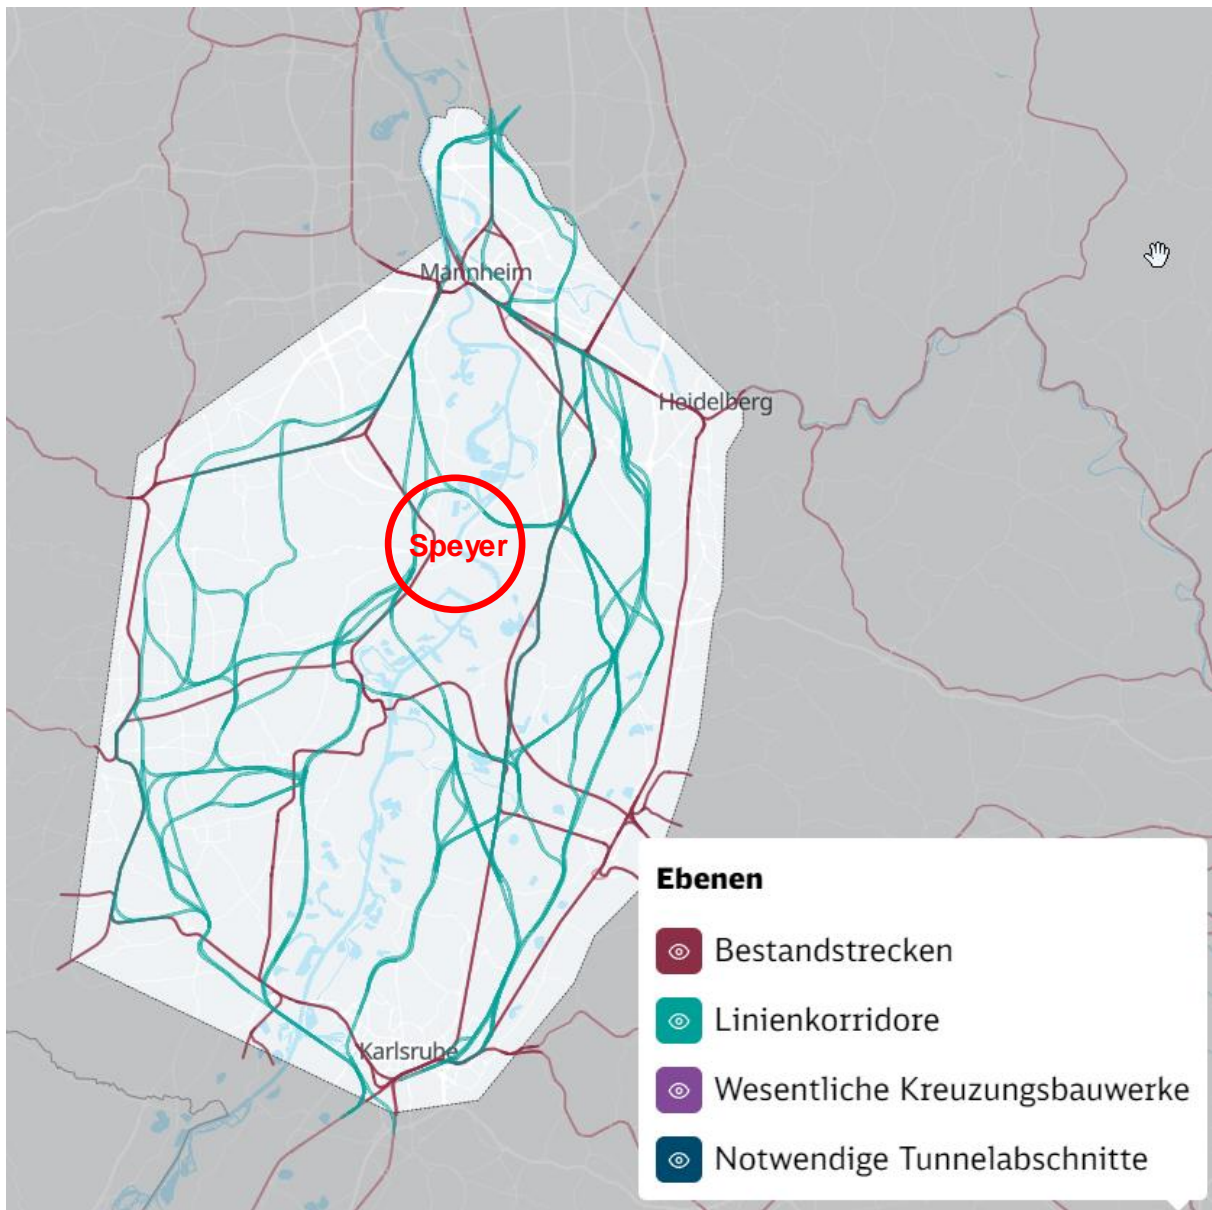 Mannheim
Heidelberg
Speyer
Karlsruhe
Ebenen
Bestandstrecken
Linienkorridore
Wesentliche Kreuzungsbauwerke
Notwendige Tunnelabschnitte